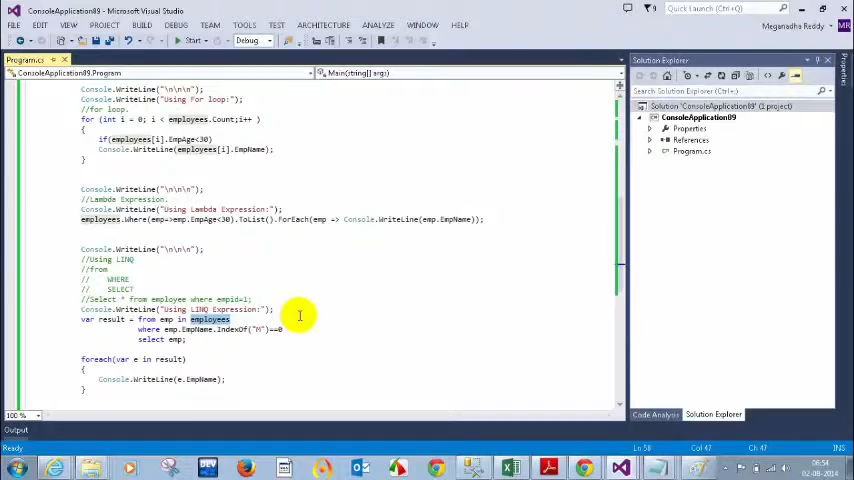 ConsoleApplication89 - Microsoft Visual Studio
9
Quick Launch (Ctrl+Q)
FILE EDIT VIEW PROJECT BUILD DEBUG TEAM TOOLS TEST ARCHITECTURE ANALYZE WINDOW HELP
Meganadha Reddy MR
Start Debug
Program.cs
ConsoleApplication89.Program
Main(string[] args)
Console.WriteLine("\n\n\n");
Console.WriteLine("Using For loop:");
//for loop.
for (int i = 0; i < employees.Count;i++ )
{
if(employees[i].EmpAge<30)
Console.WriteLine(employees[i].EmpName);
}
Console.WriteLine("\n\n\n");
//Lambda Expression.
Console.WriteLine("Using Lambda Expression:");
employees.Where(emp=>emp.EmpAge<30).ToList().ForEach(emp => Console.WriteLine(emp.EmpName));
Console.WriteLine("\n\n\n");
//Using LINQ
//from
// WHERE
// SELECT
//Select * from employee where empid=1;
Console.WriteLine("Using LINQ Expression:");
var result = from emp in employees
where emp.EmpName.IndexOf("M")==0
select emp;
foreach(var e in result)
{
Console.WriteLine(e.EmpName);
}
100 %
Solution Explorer
Search Solution Explorer (Ctrl+;)
Solution 'ConsoleApplication89' (1 project)
ConsoleApplication89
Properties
References
Program.cs
Code Analysis Solution Explorer
Properties
Output
Ready Ln 58 Col 47 Ch 47 INS
DEV
06:54
02-08-2014